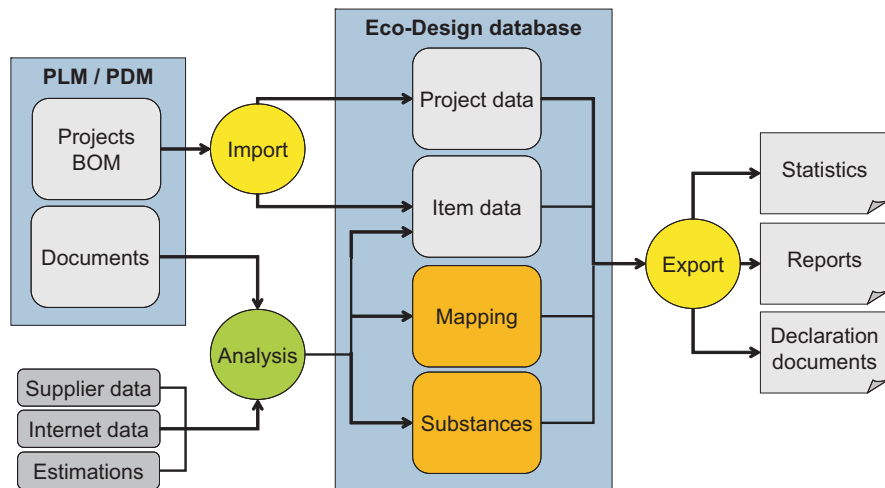 Eco-Design database
PLM / PDM
Projects
BOM
Documents
Import
Analysis
Supplier data
Internet data
Estimations
Project data
Item data
Mapping
Substances
Export
Statistics
Reports
Declaration
documents